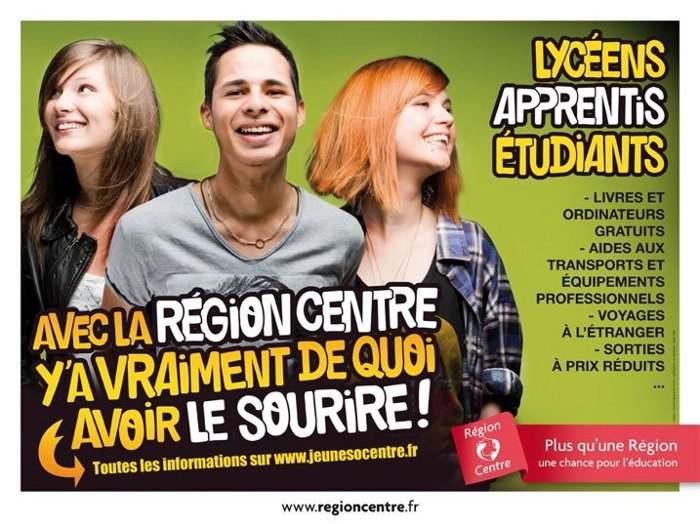 LYCÉENS
APPRENTIS
ÉTUDIANTS
- LIVRES ET
ORDINATEURS
GRATUITS
- AIDES AUX
TRANSPORTS ET
ÉQUIPEMENTS
PROFESSIONNELS
- VOYAGES
À L'ÉTRANGER
- SORTIES
À PRIX RÉDUITS
...
AVEC LA RÉGION CENTRE
Y'A VRAIMENT DE QUOI
AVOIR LE SOURIRE !
Toutes les informations sur www.jeunesocentre.fr
Région
Centre
Plus qu'une Région
une chance pour l'éducation
www.regioncentre.fr